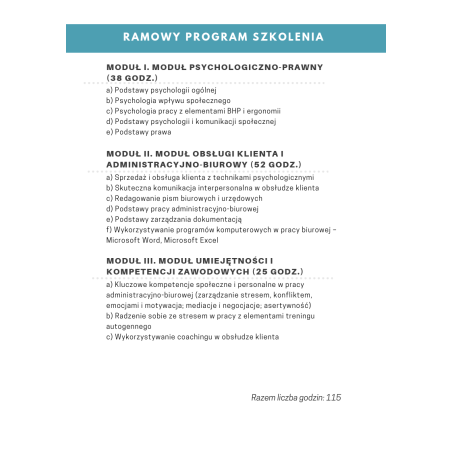 RAMOWY PROGRAM SZKOLENIA
MODUŁ I. MODUŁ PSYCHOLOGICZNO-PRAWNY
(38 GODZ.)
a) Podstawy psychologii ogólnej
b) Psychologia wpływu społecznego
c) Psychologia pracy z elementami BHP i ergonomii
d) Podstawy psychologii i komunikacji społecznej
e) Podstawy prawa
MODUŁ II. MODUŁ OBSŁUGI KLIENTA I
ADMINISTRACYJNO-BIUROWY (52 GODZ.)
a) Sprzedaż i obsługa klienta z technikami psychologicznymi
b) Skuteczna komunikacja interpersonalna w obsłudze klienta
c) Redagowanie pism biurowych i urzędowych
d) Podstawy pracy administracyjno-biurowej
e) Podstawy zarządzania dokumentacją
f) Wykorzystywanie programów komputerowych w pracy biurowej –
Microsoft Word, Microsoft Excel
MODUŁ III. MODUŁ UMIEJĘTNOŚCI I
KOMPETENCJI ZAWODOWYCH (25 GODZ.)
a) Kluczowe kompetencje społeczne i personalne w pracy
administracyjno-biurowej (zarządzanie stresem, konfliktem,
emocjami i motywacja; mediacje i negocjacje; asertywność)
b) Radzenie sobie ze stresem w pracy z elementami treningu
autogennego
c) Wykorzystywanie coachingu w obsłudze klienta
Razem liczba godzin: 115